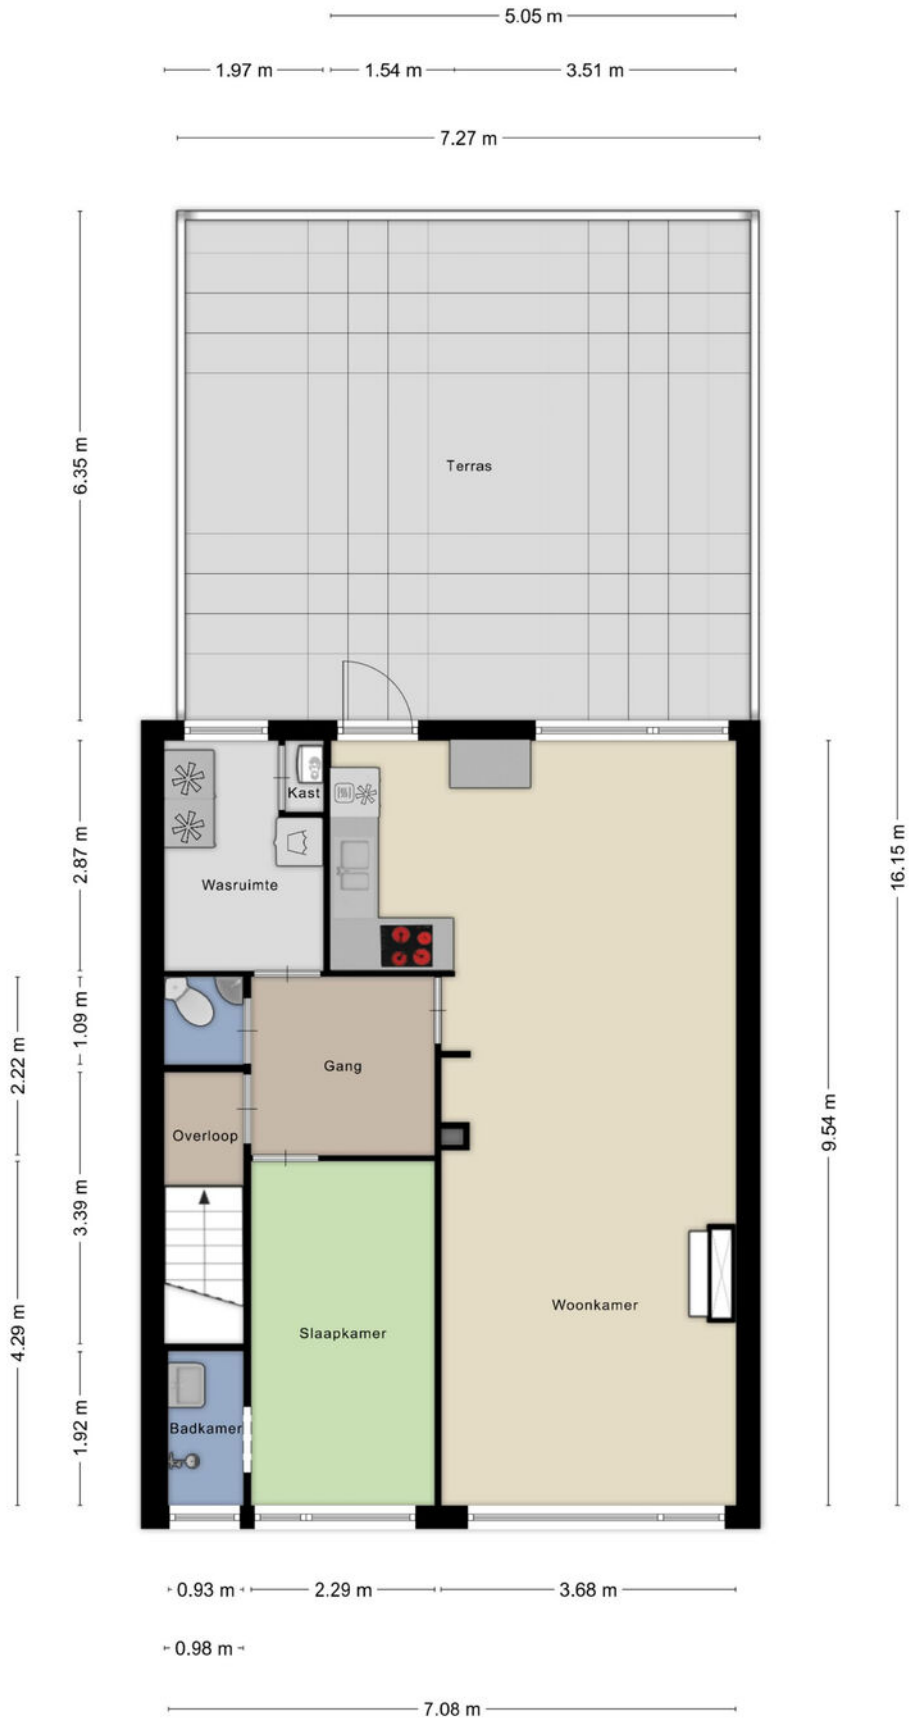 5.05 m
1.97 m
1.54 m
3.51 m
7.27 m
6.35 m
16.15 m
Terras
Kast
Wasruimte
2.87 m
1.09 m
2.22 m
Gang
9.54 m
Overloop
3.39 m
4.29 m
Woonkamer
Slaapkamer
Badkamer
1.92 m
0.93 m
2.29 m
3.68 m
0.98 m
7.08 m